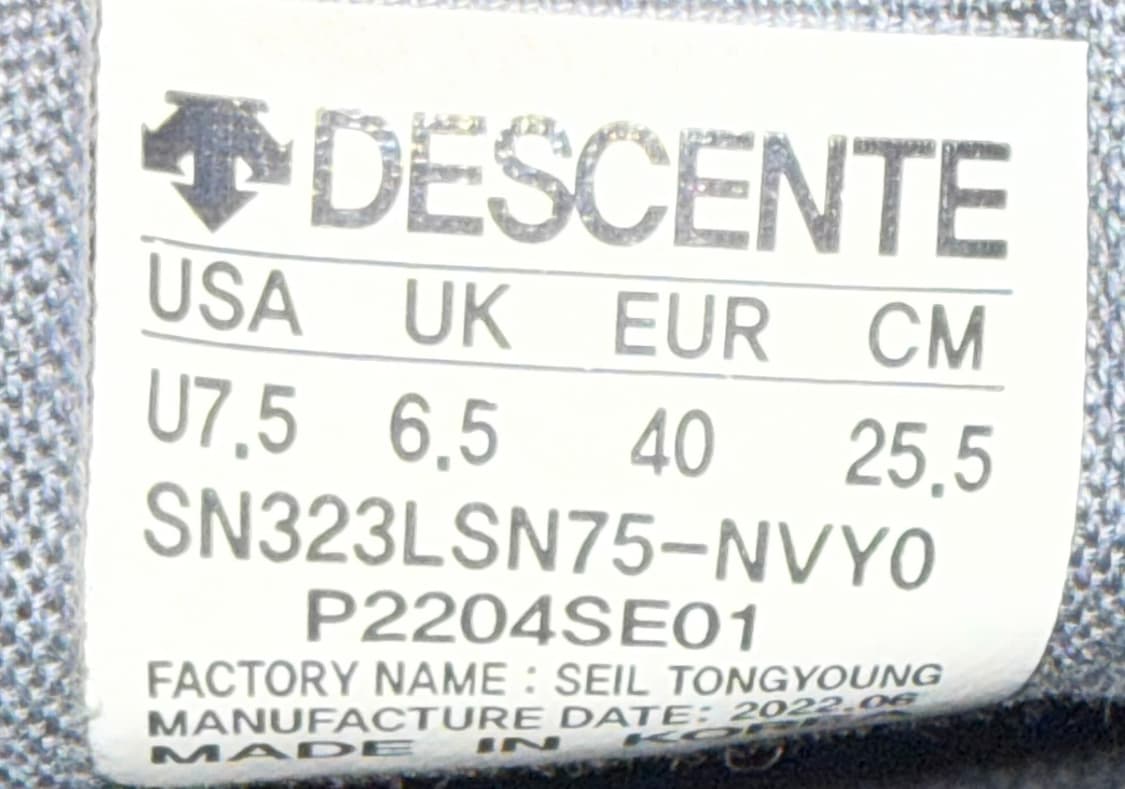 DESCENTE
USA UK EUR CM
U7.5 6.5 40 25.5
SN323LSN75-NVY0
P2204SE01
FACTORY NAME : SEIL TONGYOUNG
MANUFACTURE DATE: 2022.06
MADE IN KOREA